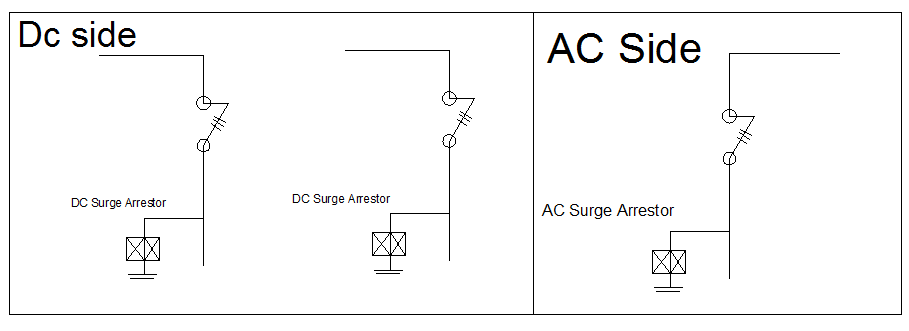 Dc side
AC Side
DC Surge Arrestor
DC Surge Arrestor
AC Surge Arrestor